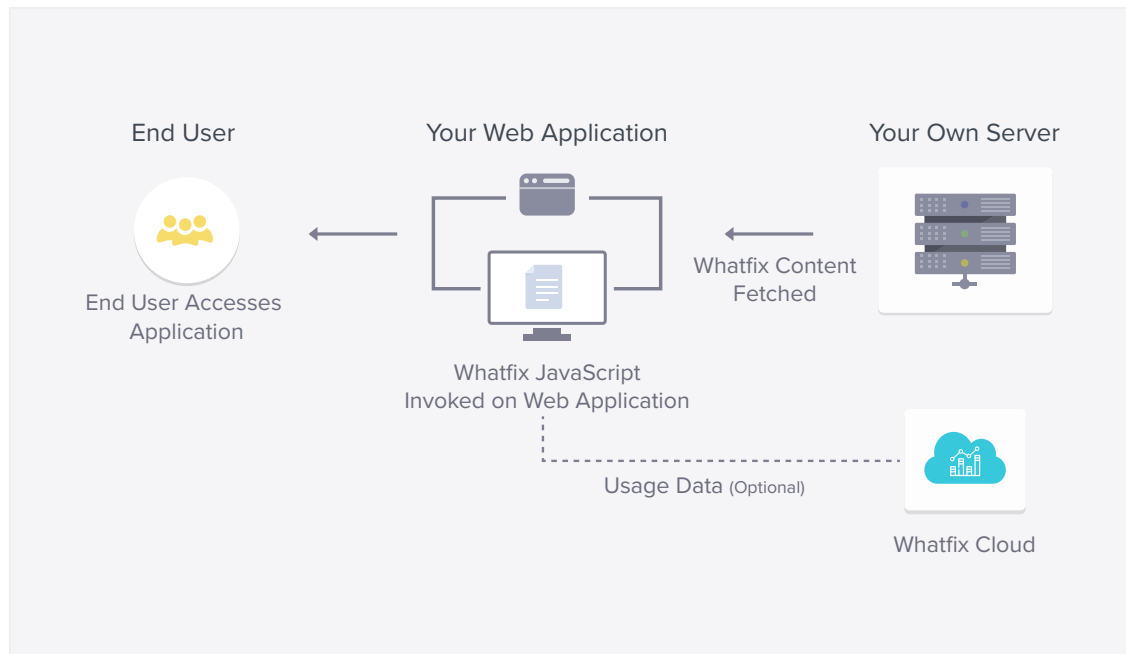 End User
Your Web Application
Your Own Server
End User Accesses
Application
Whatfix Content
Fetched
Whatfix JavaScript
Invoked on Web Application
Usage Data (Optional)
Whatfix Cloud